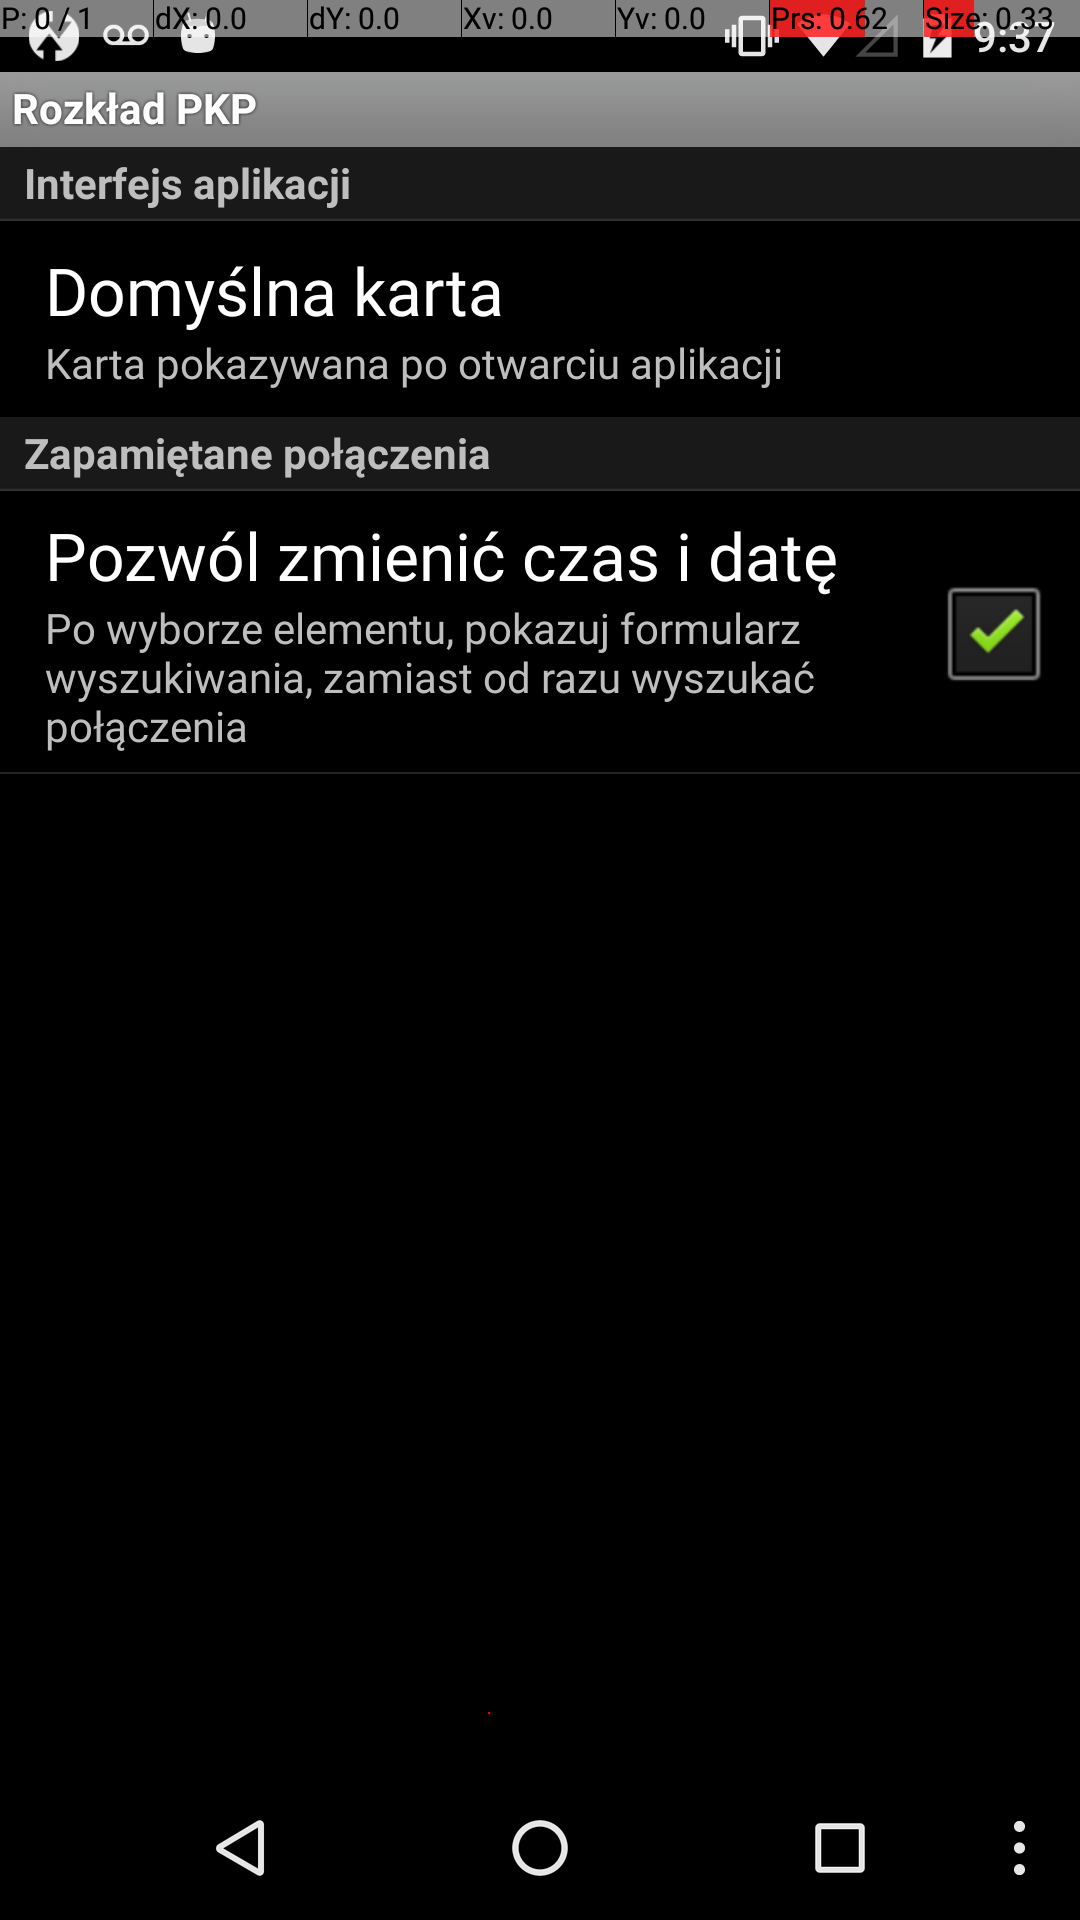 P: 0 / 1 dX: 0.0 dY: 0.0 Xv: 0.0 Yv: 0.0 Prs: 0.62 Size: 0.33
9:37
Rozkład PKP
Interfejs aplikacji
Domyślna karta
Karta pokazywana po otwarciu aplikacji
Zapamiętane połączenia
Pozwól zmienić czas i datę
Po wyborze elementu, pokazuj formularz
wyszukiwania, zamiast od razu wyszukać
połączenia